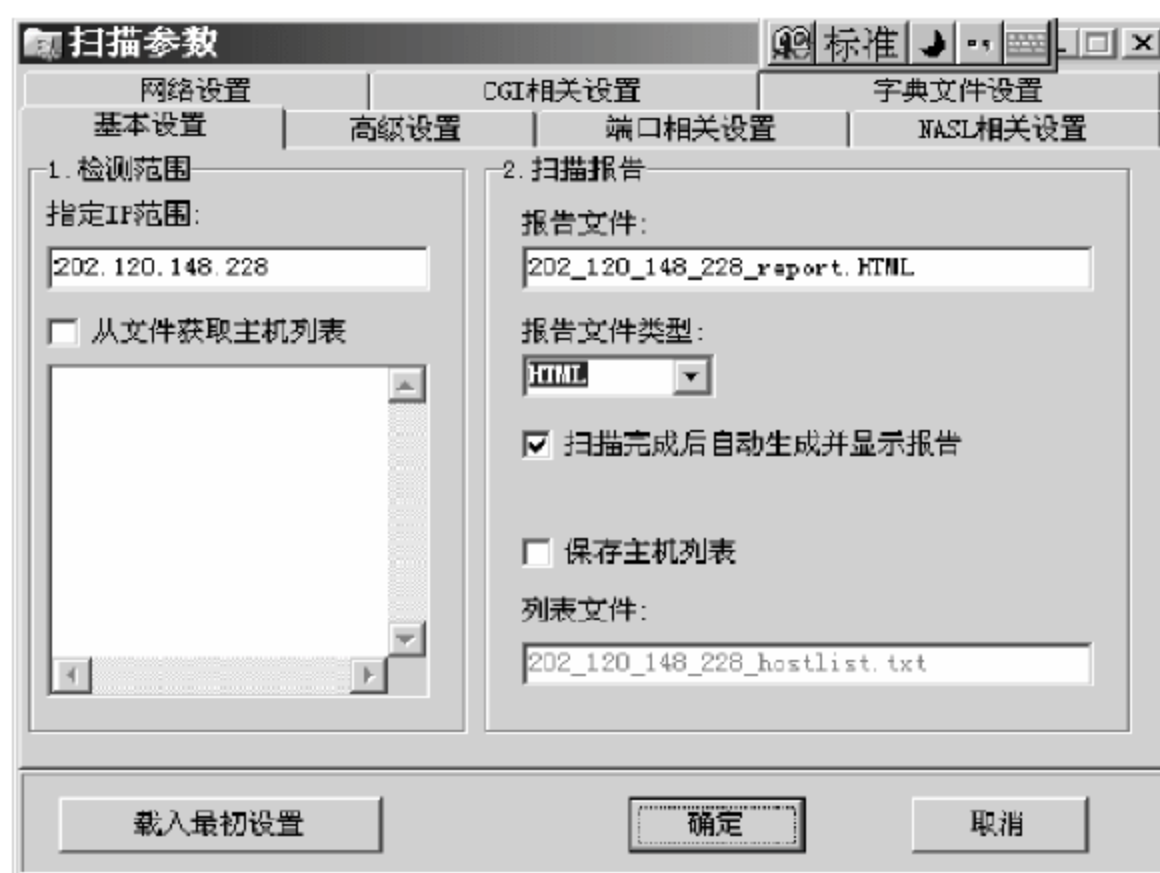 扫描参数
标准
网络设置
CGI相关设置
字典文件设置
基本设置
高级设置
端口相关设置
NASL相关设置
1.检测范围
指定IP范围:
202.120.148.228
从文件获取主机列表
2.扫描报告
报告文件:
202_120_148_228_report.HTML
报告文件类型:
HTML
扫描完成后自动生成并显示报告
保存主机列表
列表文件:
202_120_148_228_hostlist.txt
载入最初设置
确定
取消